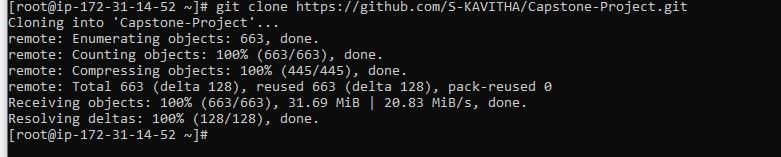 [root@ip-172-31-14-52 ~]# git clone https://github.com/S-KAVITHA/Capstone-Project.git
Cloning into 'Capstone-Project'...
remote: Enumerating objects: 663, done.
remote: Counting objects: 100% (663/663), done.
remote: Compressing objects: 100% (445/445), done.
remote: Total 663 (delta 128), reused 663 (delta 128), pack-reused 0
Receiving objects: 100% (663/663), 31.69 MiB | 20.83 MiB/s, done.
Resolving deltas: 100% (128/128), done.
[root@ip-172-31-14-52 ~]#